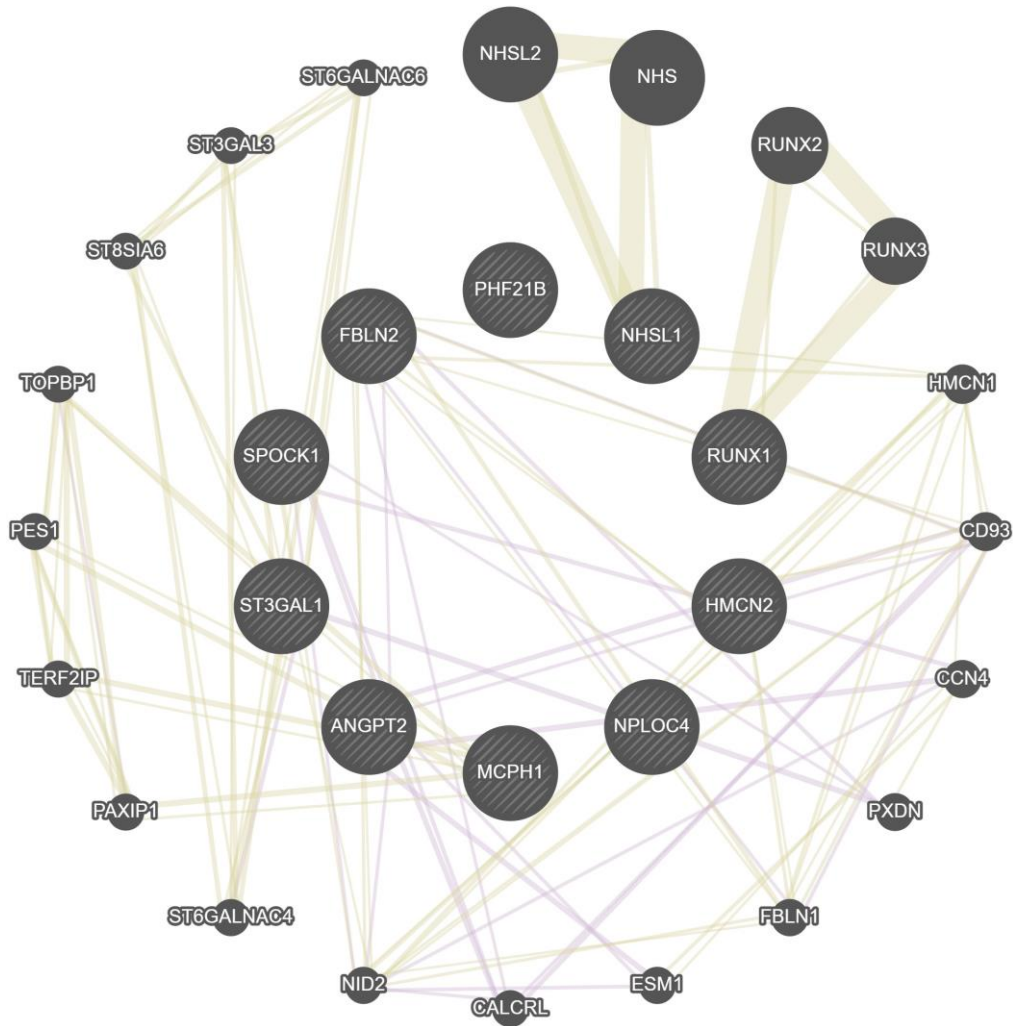 NHSL2
NHS
ST6GALNAC6
ST3GAL3
RUNX2
ST8SIA6
RUNX3
PHF21B
FBLN2
NHSL1
TOPBP1
HMCN1
SPOCK1
RUNX1
PES1
CD93
ST3GAL1
HMCN2
TERF2IP
CCN4
ANGPT2
NPLOC4
MCPH1
PAXIP1
PXDN
ST6GALNAC4
FBLN1
NID2
ESM1
CALCRL